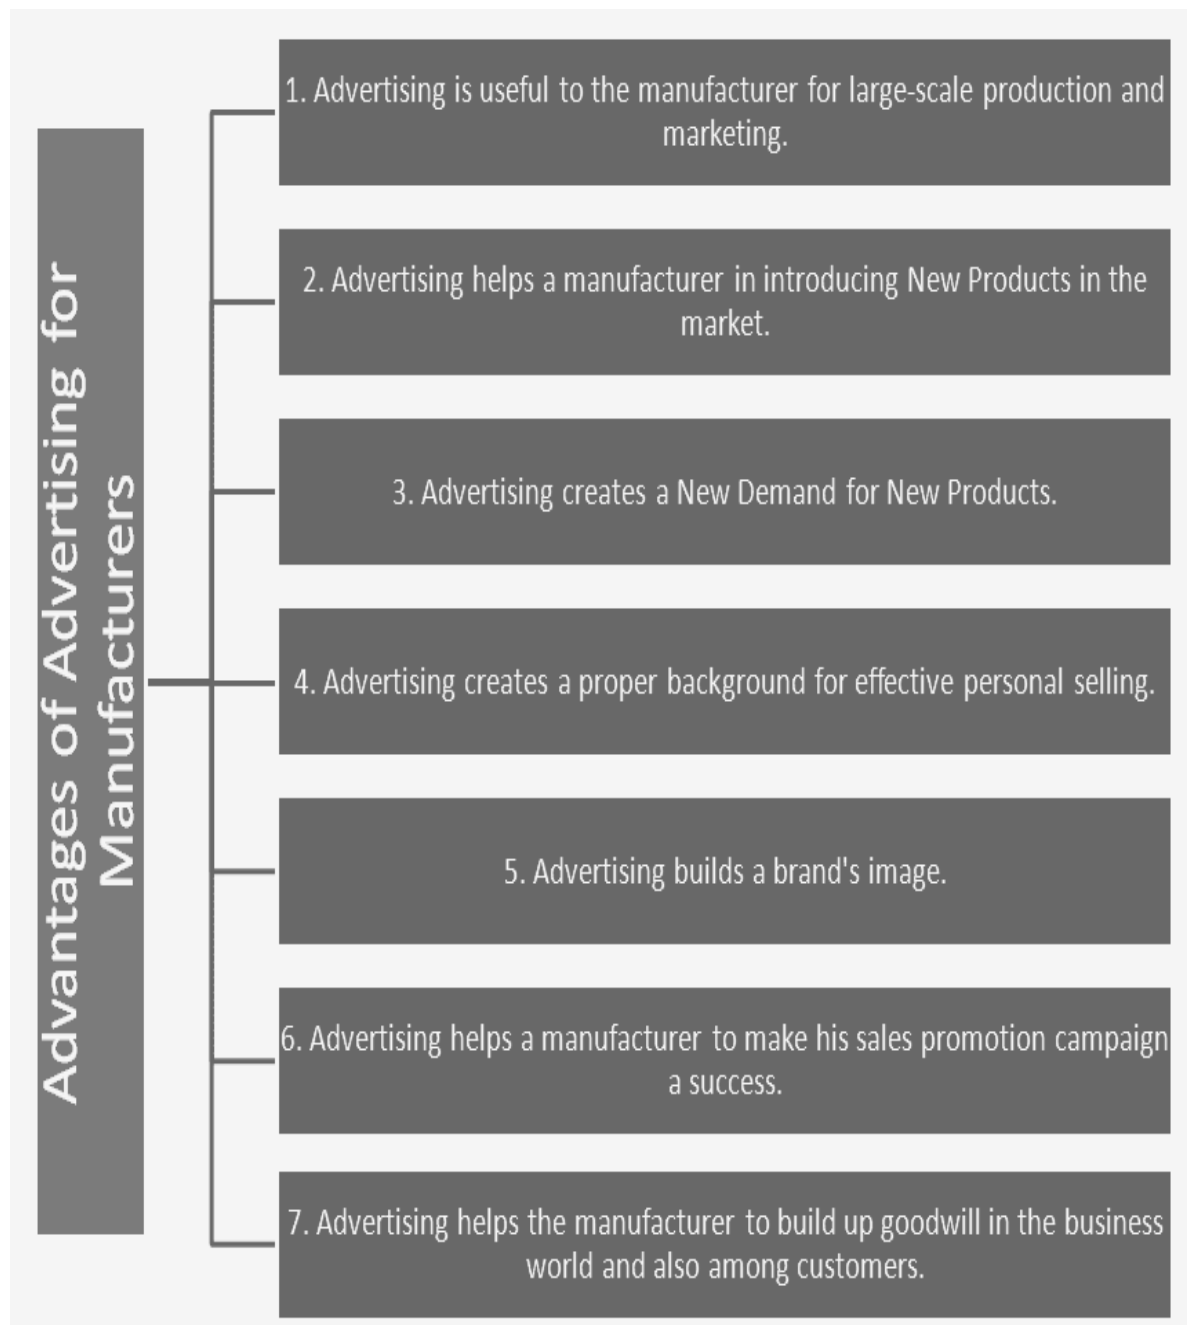 Advantages of Advertising for
Manufacturers
1. Advertising is useful to the manufacturer for large-scale production and
marketing.
2. Advertising helps a manufacturer in introducing New Products in the
market.
3. Advertising creates a New Demand for New Products.
4. Advertising creates a proper background for effective personal selling.
5. Advertising builds a brand's image.
6. Advertising helps a manufacturer to make his sales promotion campaign
a success.
7. Advertising helps the manufacturer to build up goodwill in the business
world and also among customers.